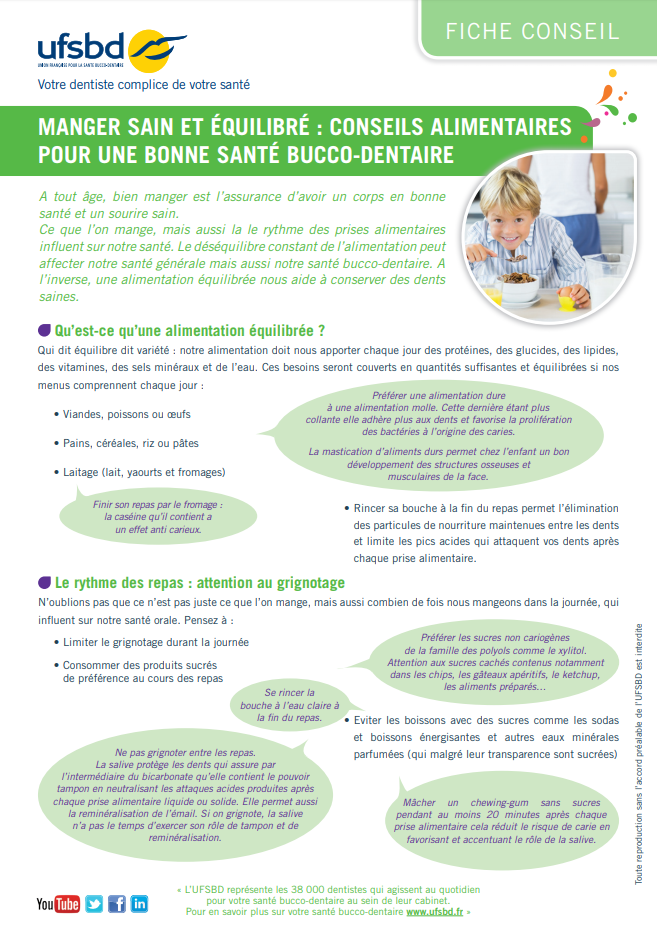 FICHE CONSEIL
ufsbd
UNION FRANÇAISE POUR LA SANTÉ BUCCO-DENTAIRE
Votre dentiste complice de votre santé
MANGER SAIN ET ÉQUILIBRÉ : CONSEILS ALIMENTAIRES
POUR UNE BONNE SANTÉ BUCCO-DENTAIRE
A tout âge, bien manger est l’assurance d’avoir un corps en bonne
santé et un sourire sain.
Ce que l’on mange, mais aussi la le rythme des prises alimentaires
influent sur notre santé. Le déséquilibre constant de l’alimentation peut
affecter notre santé générale mais aussi notre santé bucco-dentaire. A
l’inverse, une alimentation équilibrée nous aide à conserver des dents
saines.
Qu’est-ce qu’une alimentation équilibrée ?
Qui dit équilibre dit variété : notre alimentation doit nous apporter chaque jour des protéines, des glucides, des lipides,
des vitamines, des sels minéraux et de l’eau. Ces besoins seront couverts en quantités suffisantes et équilibrées si nos
menus comprennent chaque jour :
• Viandes, poissons ou œufs
• Pains, céréales, riz ou pâtes
• Laitage (lait, yaourts et fromages)
Préférer une alimentation dure
à une alimentation molle. Cette dernière étant plus
collante elle adhère plus aux dents et favorise la prolifération
des bactéries à l’origine des caries.
La mastication d’aliments durs permet chez l’enfant un bon
développement des structures osseuses et
musculaires de la face.
Finir son repas par le fromage :
la caséine qu’il contient a
un effet anti carieux.
• Rincer sa bouche à la fin du repas permet l’élimination
des particules de nourriture maintenues entre les dents
et limite les pics acides qui attaquent vos dents après
chaque prise alimentaire.
Le rythme des repas : attention au grignotage
N’oublions pas que ce n’est pas juste ce que l’on mange, mais aussi combien de fois nous mangeons dans la journée, qui
influent sur notre santé orale. Pensez à :
• Limiter le grignotage durant la journée
• Consommer des produits sucrés
de préférence au cours des repas
Préférer les sucres non cariogènes
de la famille des polyols comme le xylitol.
Attention aux sucres cachés contenus notamment
dans les chips, les gâteaux apéritifs, le ketchup,
les aliments préparés…
Se rincer la
bouche à l’eau claire à
la fin du repas.
• Eviter les boissons avec des sucres comme les sodas
et boissons énergisantes et autres eaux minérales
parfumées (qui malgré leur transparence sont sucrées)
Ne pas grignoter entre les repas.
La salive protège les dents qui assure par
l’intermédiaire du bicarbonate qu’elle contient le pouvoir
tampon en neutralisant les attaques acides produites après
chaque prise alimentaire liquide ou solide. Elle permet aussi
la reminéralisation de l’émail. Si on grignote, la salive
n’a pas le temps d’exercer son rôle de tampon et de
reminéralisation.
Mâcher un chewing-gum sans sucres
pendant au moins 20 minutes après chaque
prise alimentaire cela réduit le risque de carie en
favorisant et accentuant le rôle de la salive.
Toute reproduction sans l’accord préalable de l’UFSBD est interdite
You Tube
f
in
« L’UFSBD représente les 38 000 dentistes qui agissent au quotidien
pour votre santé bucco-dentaire au sein de leur cabinet.
Pour en savoir plus sur votre santé bucco-dentaire www.ufsbd.fr »